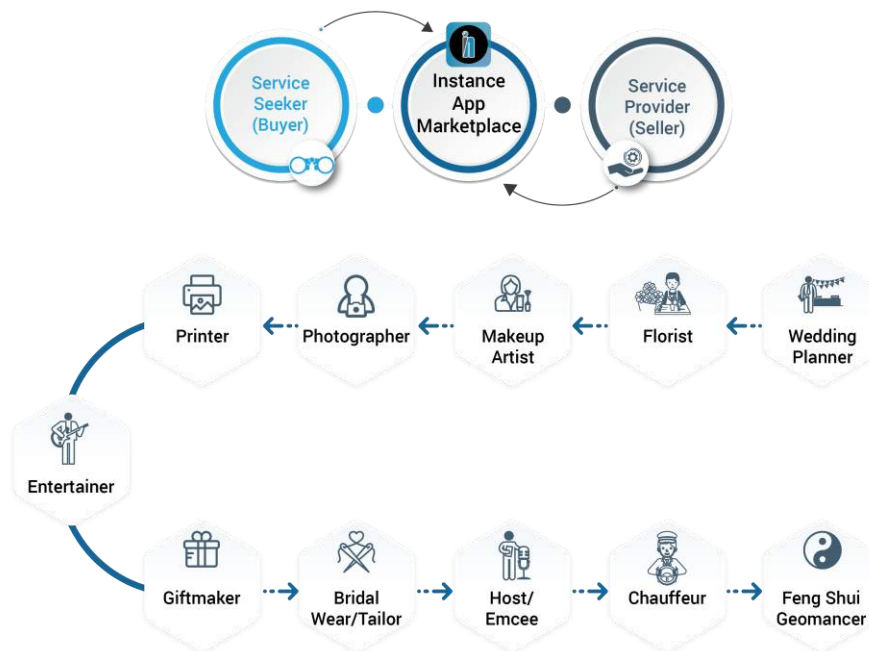 Service
Seeker
(Buyer)
Instance
App
Marketplace
Service
Provider
(Seller)
Printer
Photographer
Makeup
Artist
Florist
Wedding
Planner
Entertainer
Giftmaker
Bridal
Wear/Tailor
Host/
Emcee
Chauffeur
Feng Shui
Geomancer